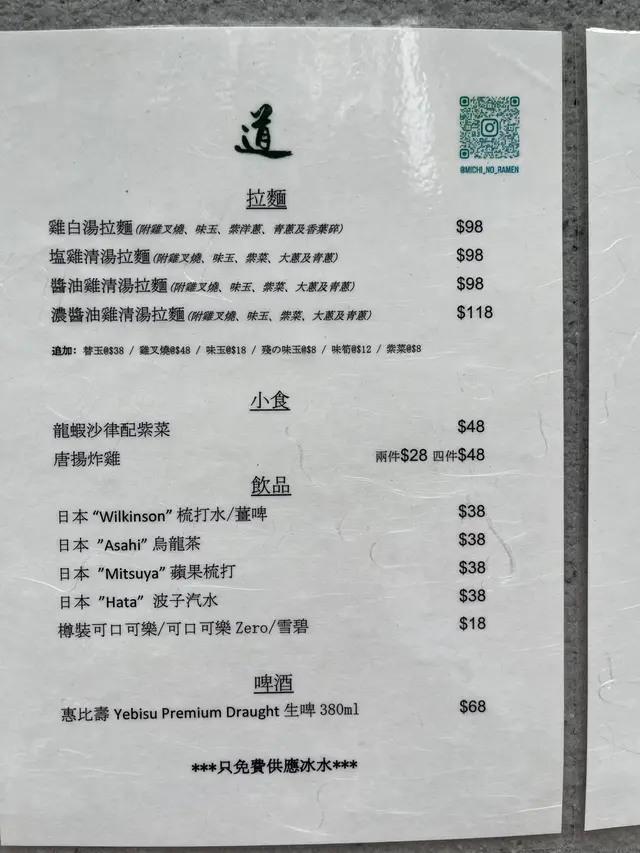 道
@MICHI_NO_RAMEN
拉麵
雞白湯拉麵(附雞叉燒、味玉、紫洋蔥、青蔥及香葉碎) $98
塩雞清湯拉麵(附雞叉燒、味玉、紫菜、大蔥及青蔥) $98
醬油雞清湯拉麵(附雞叉燒、味玉、紫菜、大蔥及青蔥) $98
濃醬油雞清湯拉麵(附雞叉燒、味玉、紫菜、大蔥及青蔥) $118
追加: 替玉@$38 / 雞叉燒@$48 / 味玉@$18 / 殘の味玉@$8 / 味筍@$12 / 紫菜@$8
小食
龍蝦沙律配紫菜 $48
唐揚炸雞 兩件$28 四件$48
飲品
日本 “Wilkinson” 梳打水/薑啤 $38
日本 ”Asahi” 烏龍茶 $38
日本 ”Mitsuya” 蘋果梳打 $38
日本 ”Hata” 波子汽水 $38
樽裝可口可樂/可口可樂 Zero/雪碧 $18
啤酒
惠比壽 Yebisu Premium Draught 生啤 380ml $68
***只免費供應冰水***